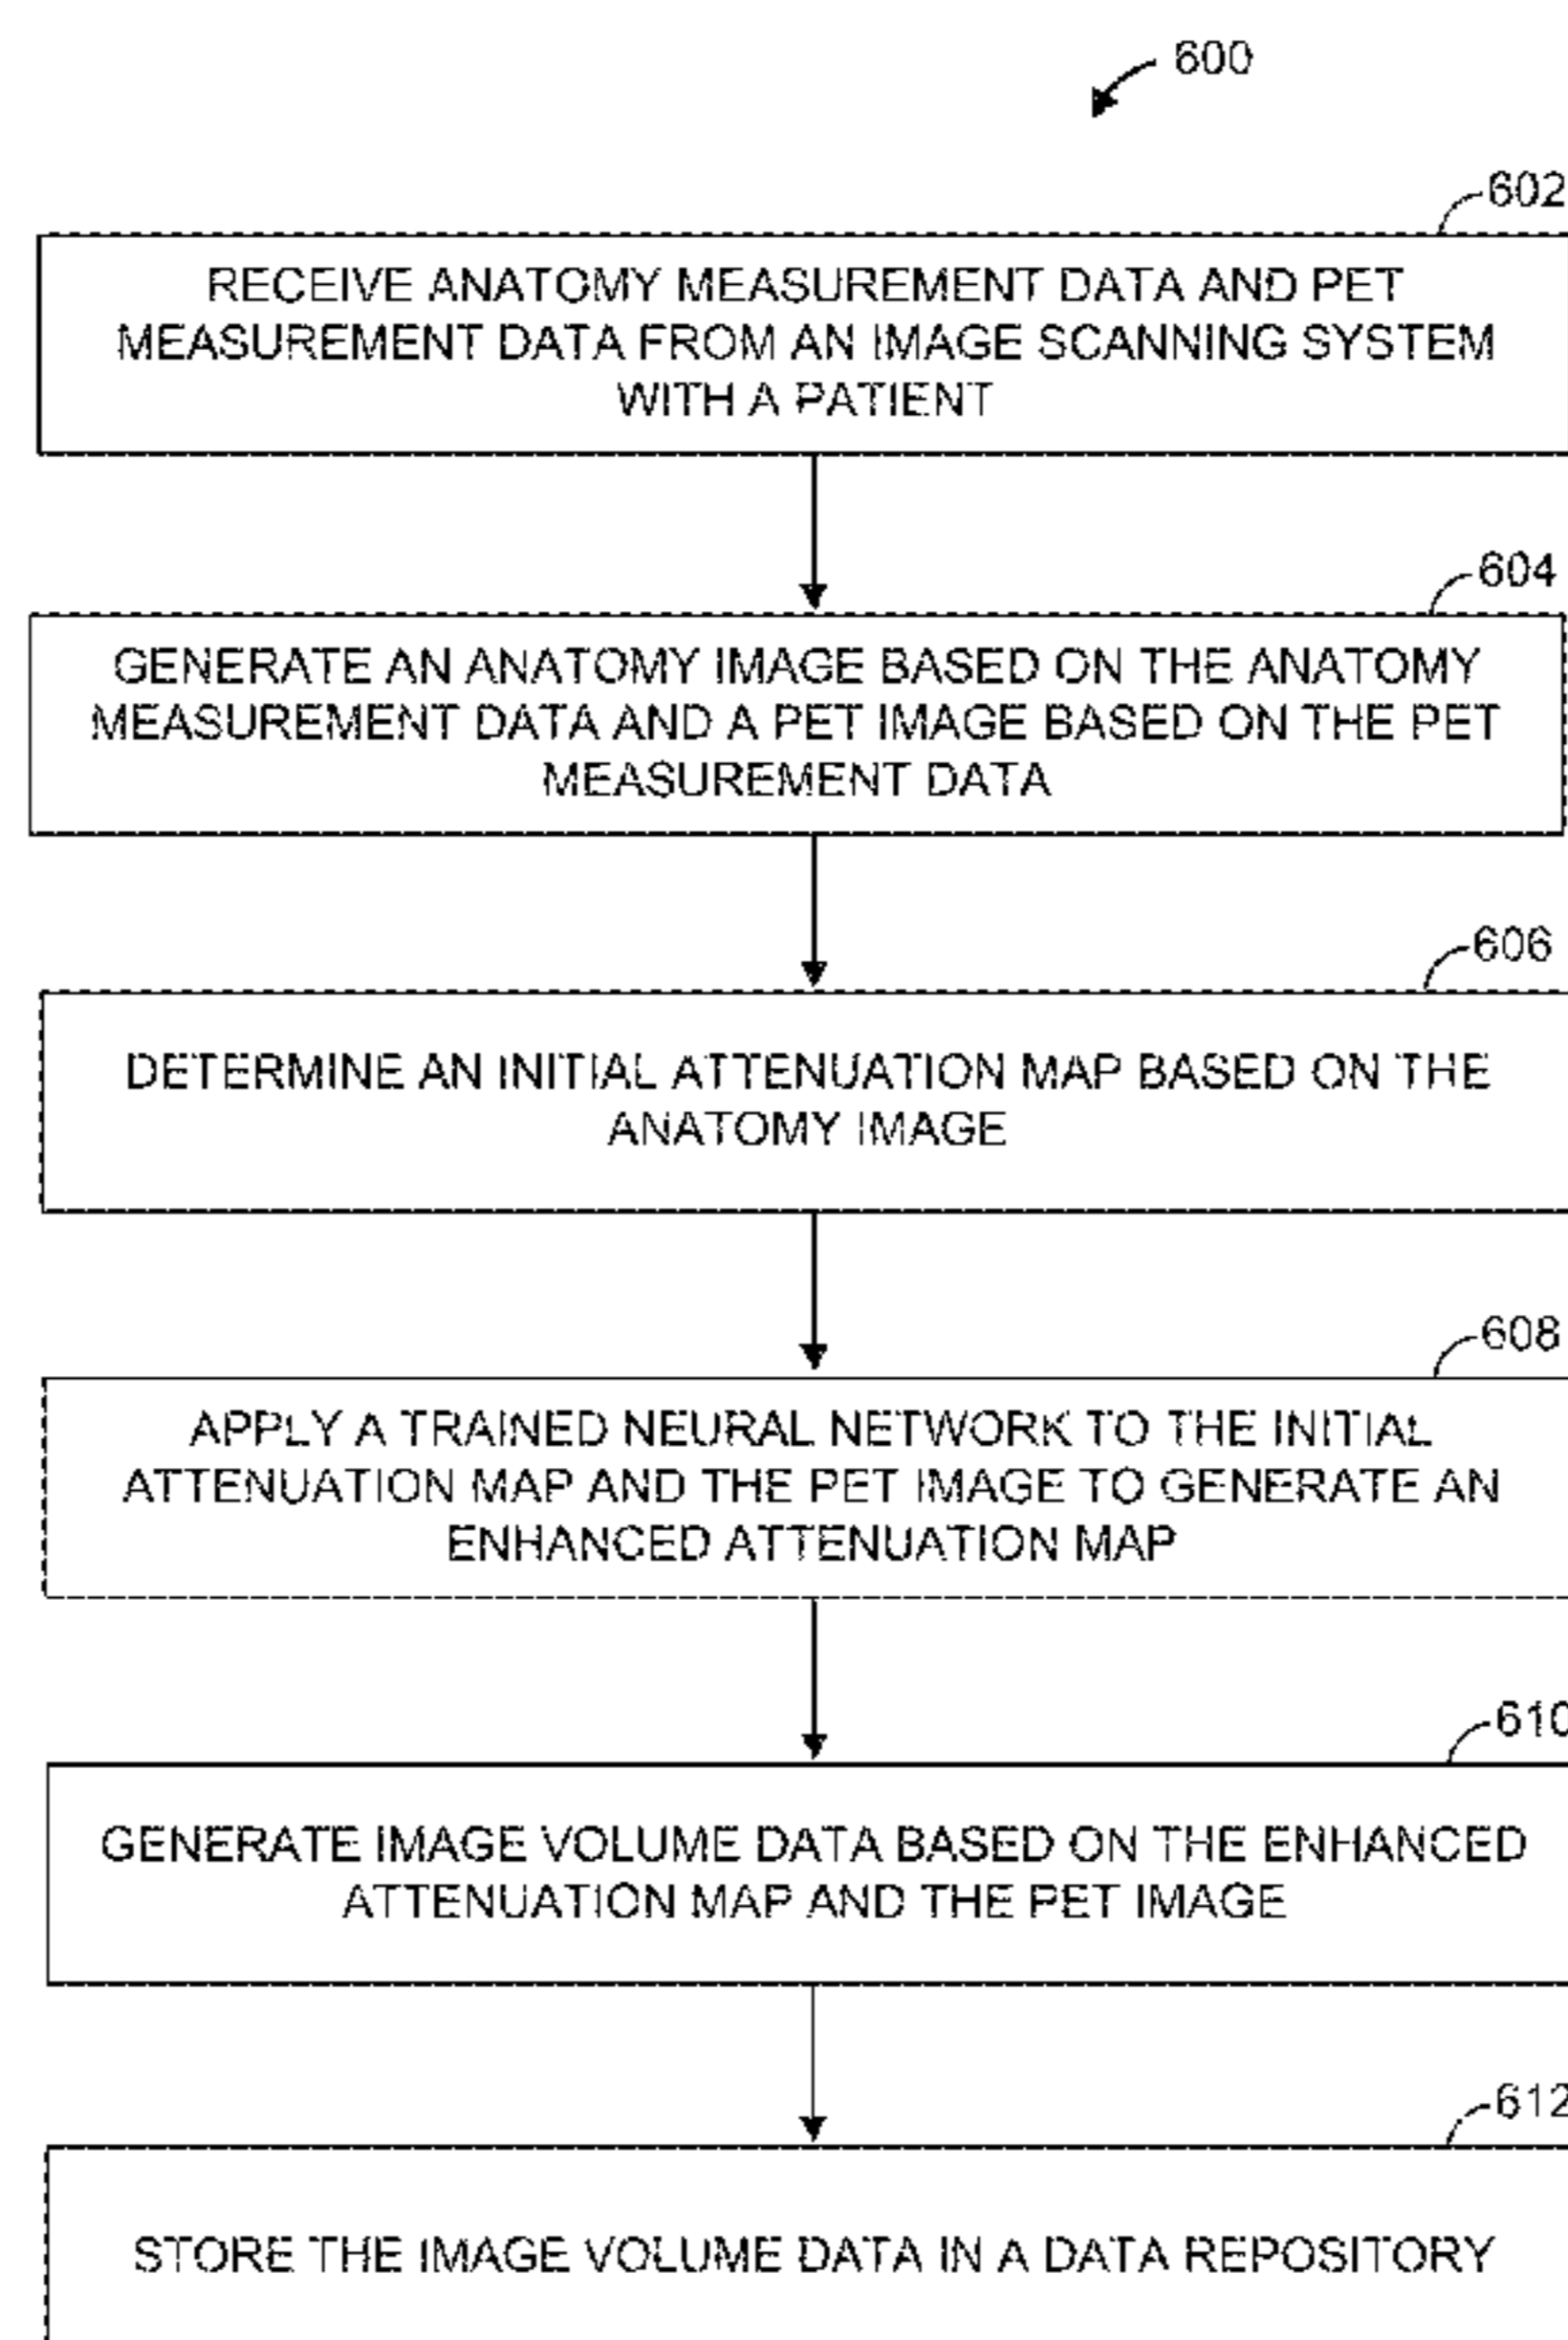 600
602
RECEIVE ANATOMY MEASUREMENT DATA AND PET
MEASUREMENT DATA FROM AN IMAGE SCANNING SYSTEM
WITH A PATIENT
604
GENERATE AN ANATOMY IMAGE BASED ON THE ANATOMY
MEASUREMENT DATA AND A PET IMAGE BASED ON THE PET
MEASUREMENT DATA
606
DETERMINE AN INITIAL ATTENUATION MAP BASED ON THE
ANATOMY IMAGE
608
APPLY A TRAINED NEURAL NETWORK TO THE INITIAL
ATTENUATION MAP AND THE PET IMAGE TO GENERATE AN
ENHANCED ATTENUATION MAP
610
GENERATE IMAGE VOLUME DATA BASED ON THE ENHANCED
ATTENUATION MAP AND THE PET IMAGE
612
STORE THE IMAGE VOLUME DATA IN A DATA REPOSITORY